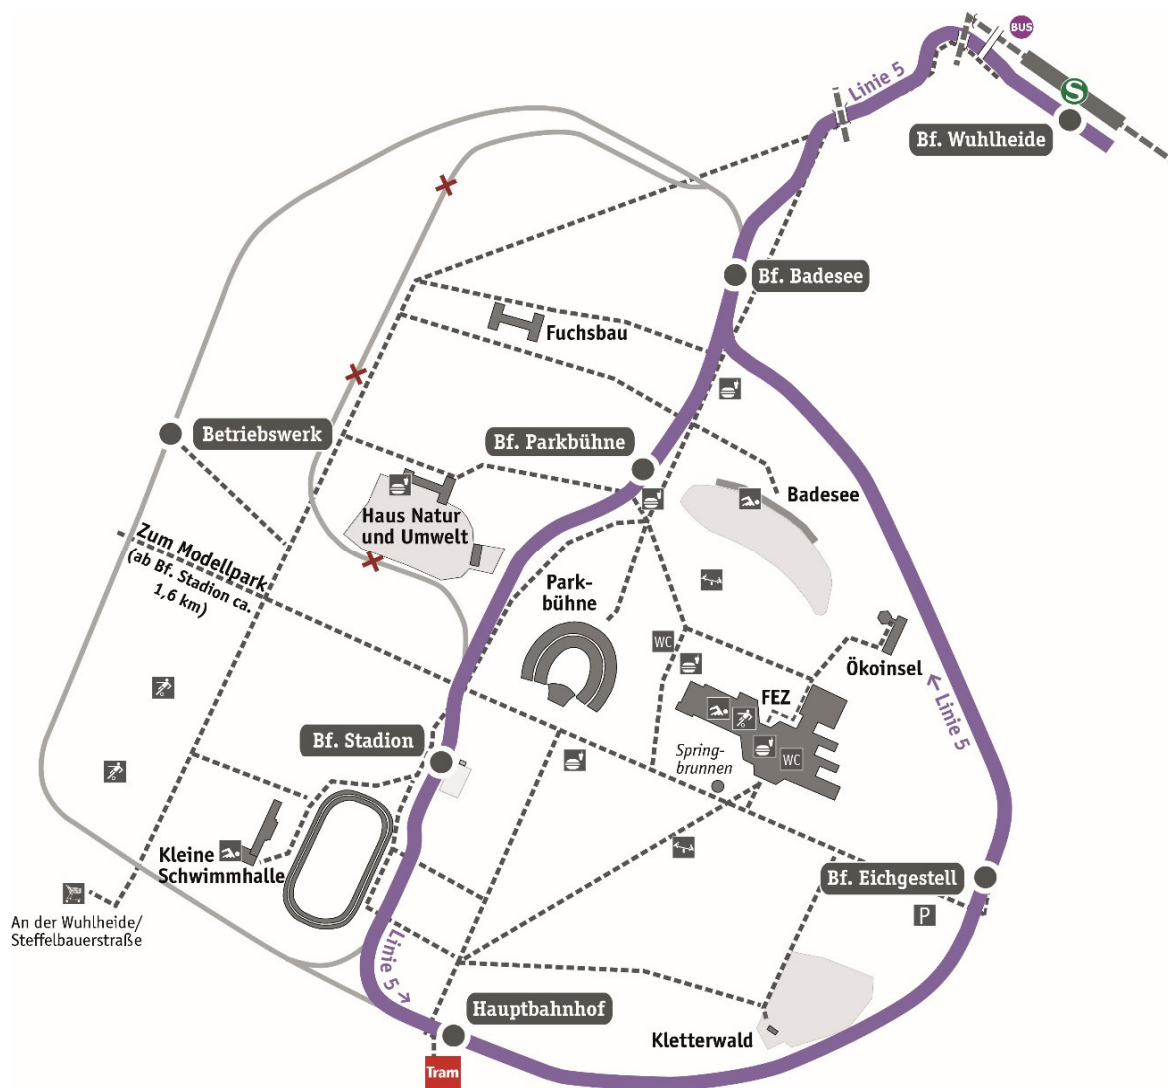 BUS
Linie 5
S
Bf. Wuhlheide
Bf. Badesee
Fuchsbau
Betriebswerk
Bf. Parkbühne
Badesee
Haus Natur
und Umwelt
Zum Modellpark
(ab Bf. Stadion ca.
1,6 km)
Park-
bühne
WC
Ökoinsel
FEZ
Linie 5
Bf. Stadion
Spring-
brunnen
WC
Kleine
Schwimmhalle
Bf. Eichgestell
P
An der Wuhlheide/
Steffelbauerstraße
Linie 5
Hauptbahnhof
Kletterwald
Tram